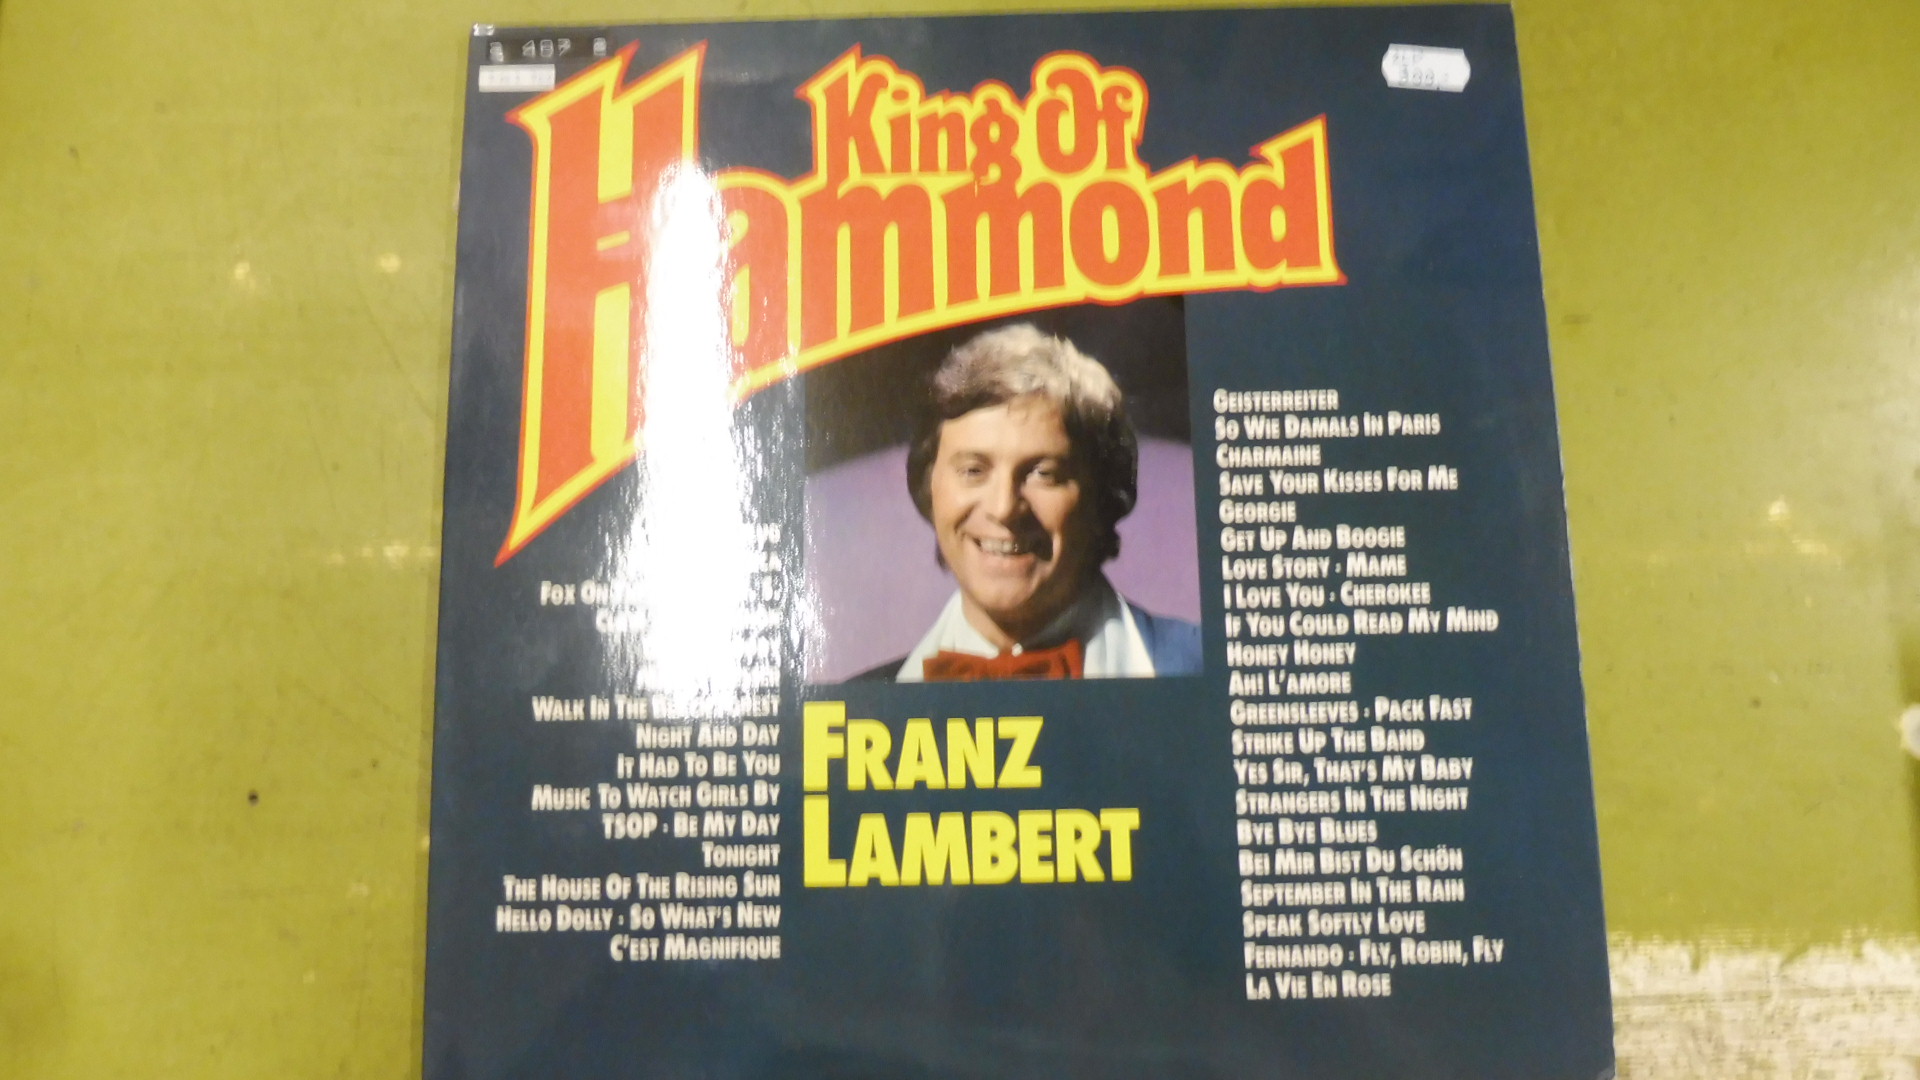 King Of
Hammond
Fox On
Walk In The
Night And Day
It Had To Be You
Music To Watch Girls By
TSOP · Be My Day
Tonight
The House Of The Rising Sun
Hello Dolly · So What's New
C'est Magnifique
Franz
Lambert
Geisterreiter
So Wie Damals In Paris
Charmaine
Save Your Kisses For Me
Georgie
Get Up And Boogie
Love Story · Mame
I Love You · Cherokee
If You Could Read My Mind
Honey Honey
Ah! L'amore
Greensleeves · Pack Fast
Strike Up The Band
Yes Sir, That's My Baby
Strangers In The Night
Bye Bye Blues
Bei Mir Bist Du Schön
September In The Rain
Speak Softly Love
Fernando · Fly, Robin, Fly
La Vie En Rose